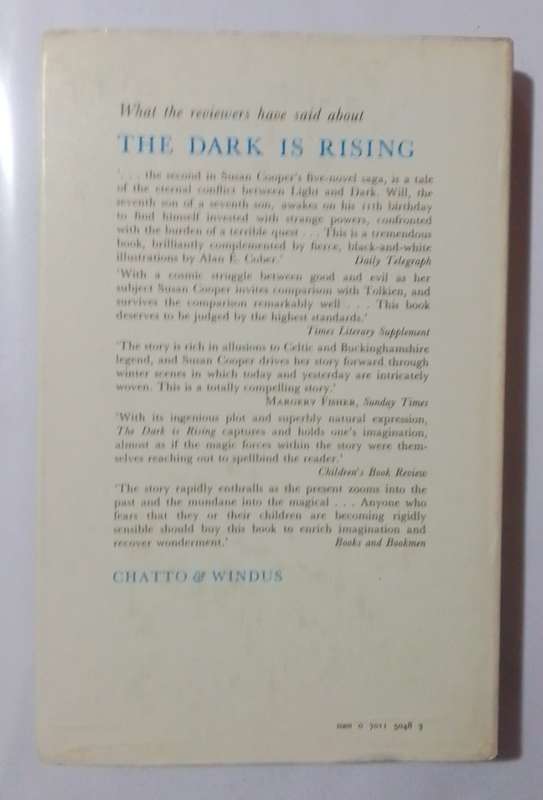 What the reviewers have said about
THE DARK IS RISING
'. . . the second in Susan Cooper's five-novel saga, is a tale
of the eternal conflict between Light and Dark. Will, the
seventh son of a seventh son, awakes on his 11th birthday
to find himself invested with strange powers, confronted
with the burden of a terrible quest . . . This is a tremendous
book, brilliantly complemented by fierce, black-and-white
illustrations by Alan E. Cober.' Daily Telegraph
'With a cosmic struggle between good and evil as her
subject Susan Cooper invites comparison with Tolkien, and
survives the comparison remarkably well . . . This book
deserves to be judged by the highest standards.'
Times Literary Supplement
'The story is rich in allusions to Celtic and Buckinghamshire
legend, and Susan Cooper drives her story forward through
winter scenes in which today and yesterday are intricately
woven. This is a totally compelling story.'
MARGERY FISHER, Sunday Times
'With its ingenious plot and superbly natural expression,
The Dark is Rising captures and holds one's imagination,
almost as if the magic forces within the story were them-
selves reaching out to spellbind the reader.'
Children's Book Review
'The story rapidly enthralls as the present zooms into the
past and the mundane into the magical . . . Anyone who
fears that they or their children are becoming rigidly
sensible should buy this book to enrich imagination and
recover wonderment.' Books and Bookmen
CHATTO & WINDUS
ISBN 0 7011 5048 3